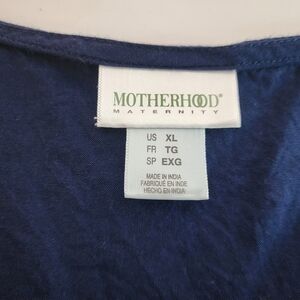 MOTHERHOOD®
MATERNITY
US XL
FR TG
SP EXG
MADE IN INDIA
FABRIQUÉ EN INDE
HECHO EN INDIA